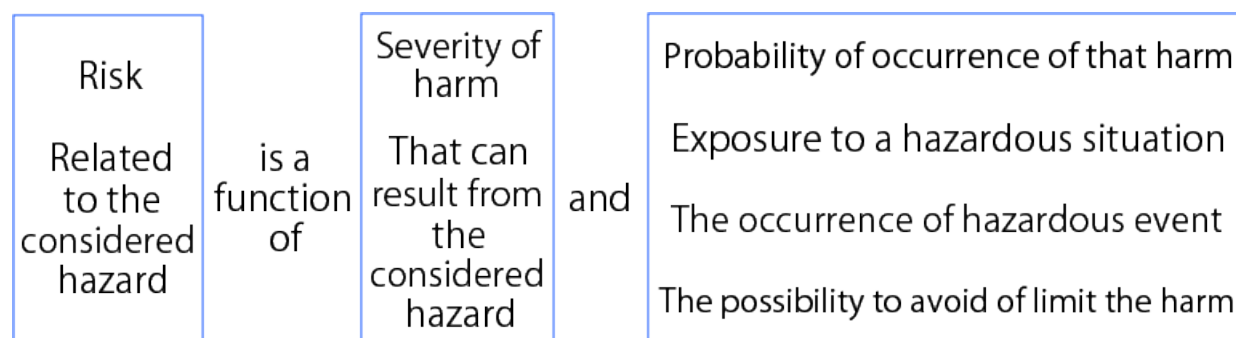 Risk
Related
to the
considered
hazard
is a
function
of
Severity of
harm
That can
result from
the
considered
hazard
and
Probability of occurrence of that harm
Exposure to a hazardous situation
The occurrence of hazardous event
The possibility to avoid of limit the harm